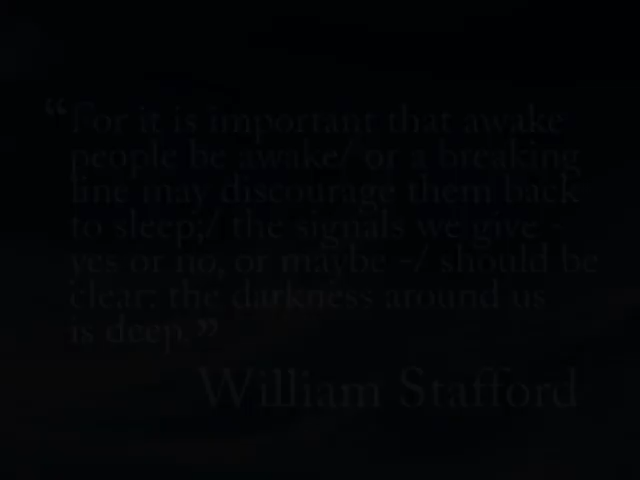 “For it is important that awake
people be awake/ or a breaking
line may discourage them back
to sleep;/ the signals we give -
yes or no, or maybe -/ should be
clear: the darkness around us
is deep.”
William Stafford